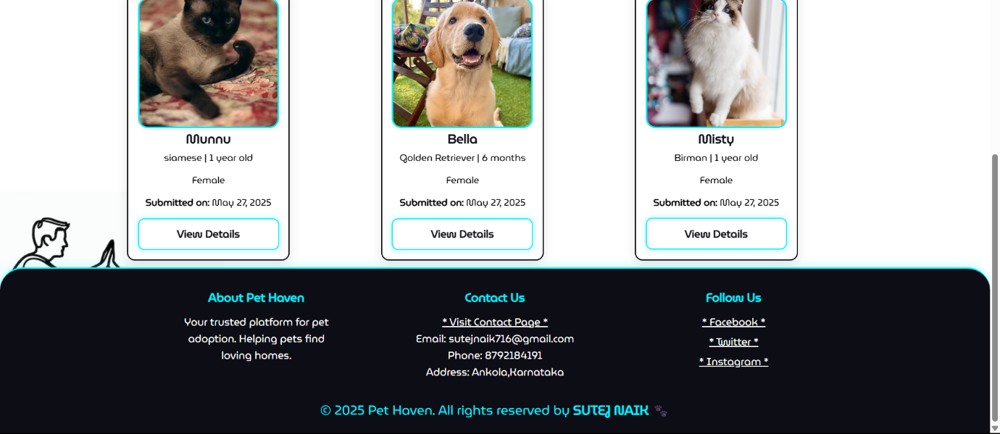 Munnu
siamese | 1 year old
Female
Submitted on: May 27, 2025
View Details
Bella
Golden Retriever | 6 months
Female
Submitted on: May 27, 2025
View Details
Misty
Birman | 1 year old
Female
Submitted on: May 27, 2025
View Details
About Pet Haven
Your trusted platform for pet
adoption. Helping pets find
loving homes.
Contact Us
* Visit Contact Page *
Email: sutejnaik716@gmail.com
Phone: 8792184191
Address: Ankola,Karnataka
Follow Us
* Facebook *
* Twitter *
* Instagram *
© 2025 Pet Haven. All rights reserved by SUTEJ NAIK 🐾